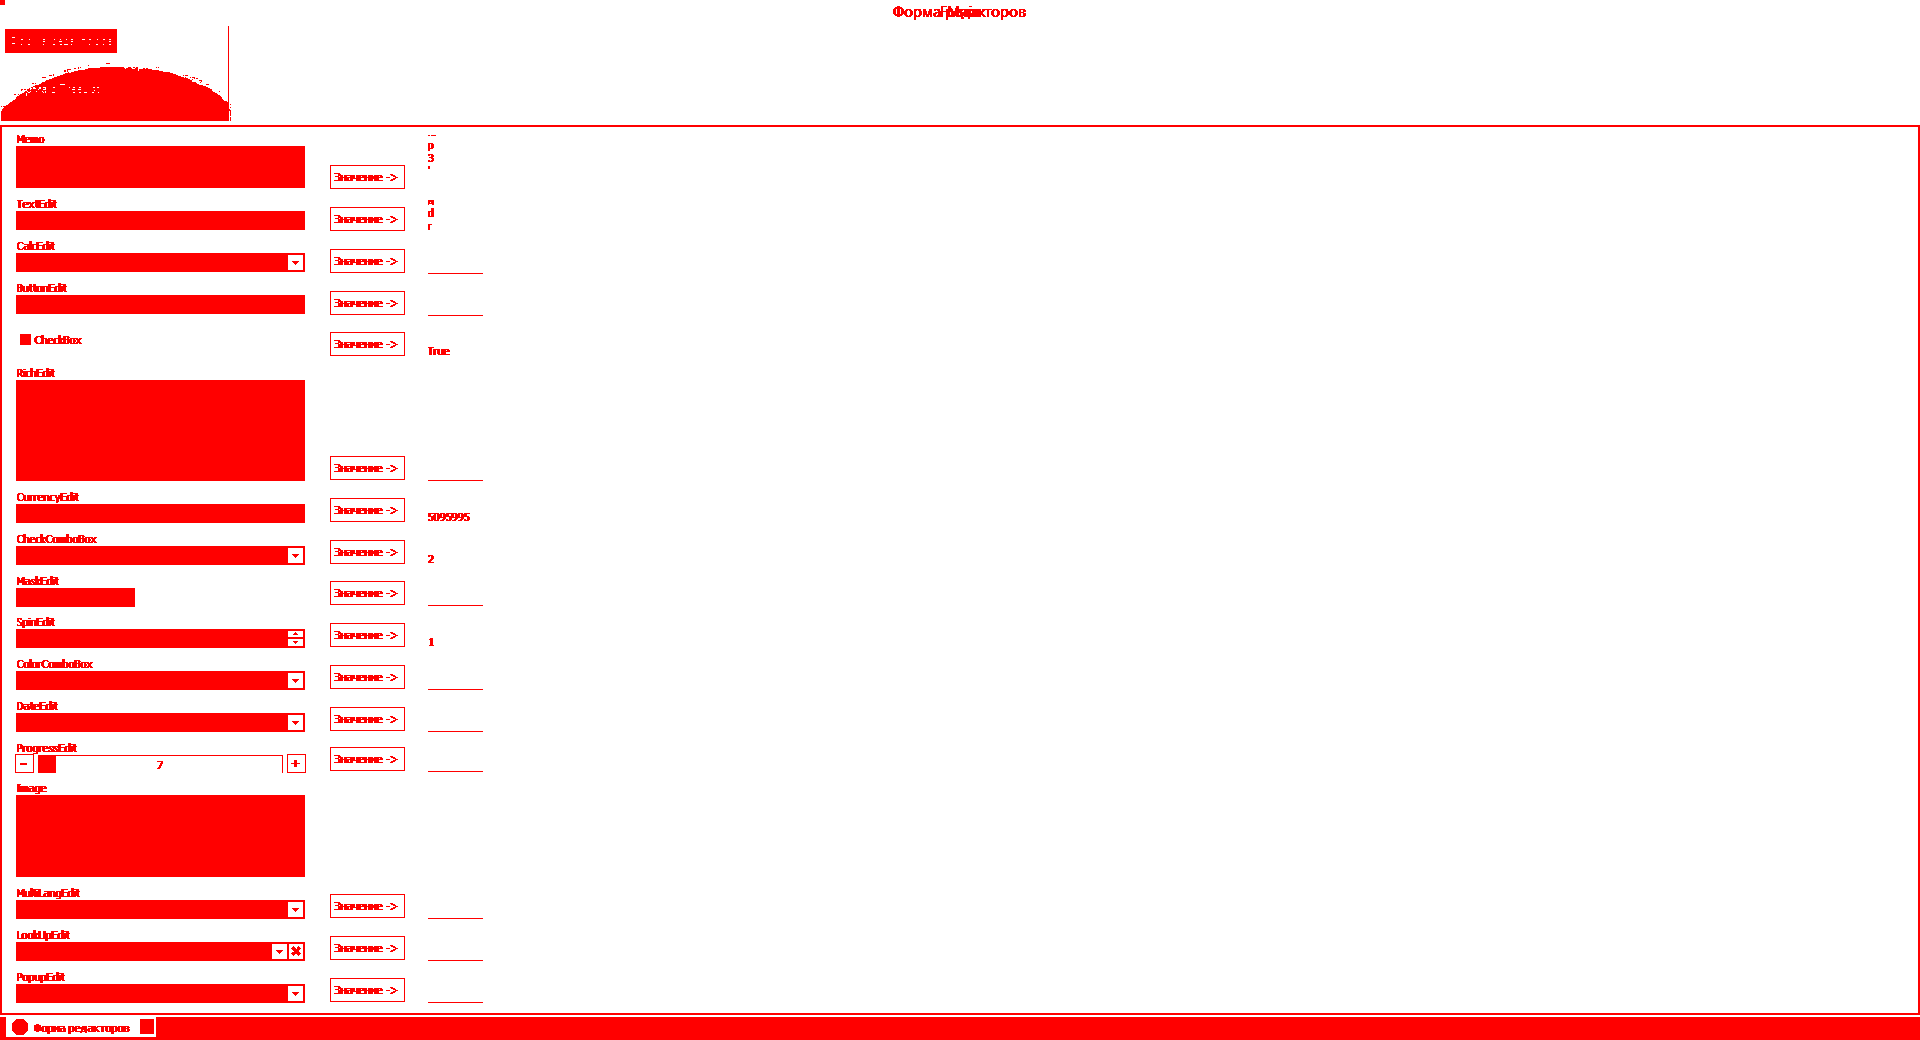 Форма редакторов
Memo
Значение ->
TextEdit
Значение ->
CalcEdit
Значение ->
ButtonEdit
Значение ->
CheckBox
Значение ->
True
RichEdit
Значение ->
CurrencyEdit
Значение ->
5095995
CheckComboBox
Значение ->
2
MaskEdit
Значение ->
SpinEdit
Значение ->
1
ColorComboBox
Значение ->
DateEdit
Значение ->
ProgressEdit
7
Значение ->
Image
MultiLangEdit
Значение ->
LookUpEdit
Значение ->
PopupEdit
Значение ->
Форма редакторов